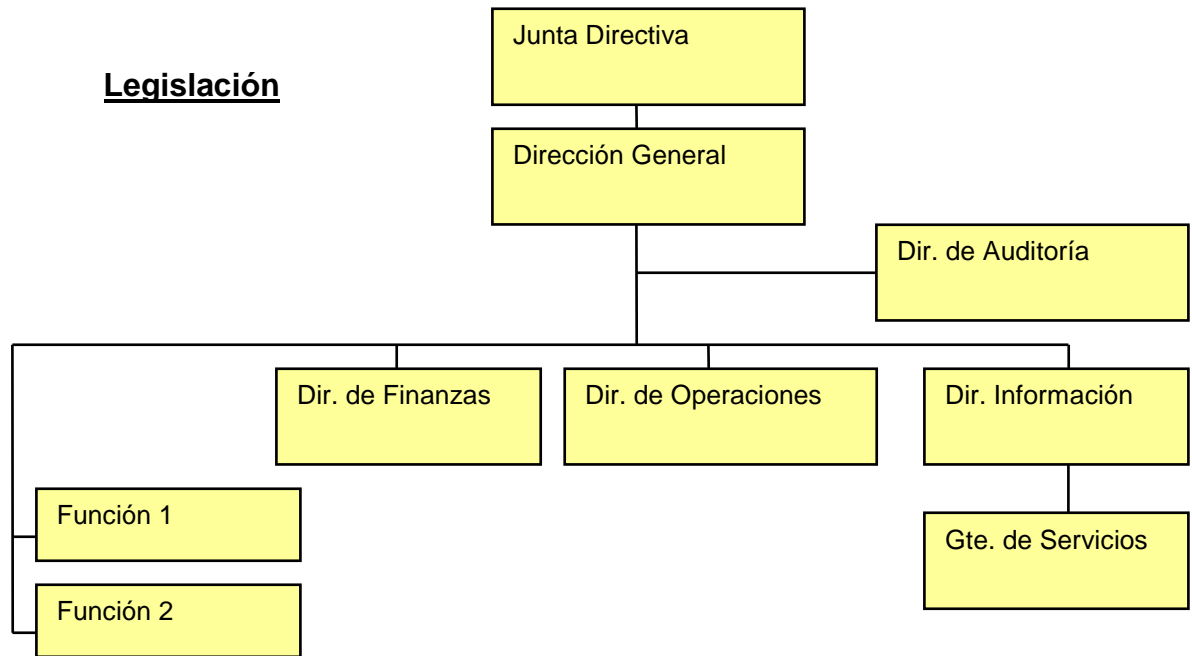 Junta Directiva
Legislación
Dirección General
Dir. de Auditoría
Dir. de Finanzas
Dir. de Operaciones
Dir. Información
Función 1
Gte. de Servicios
Función 2